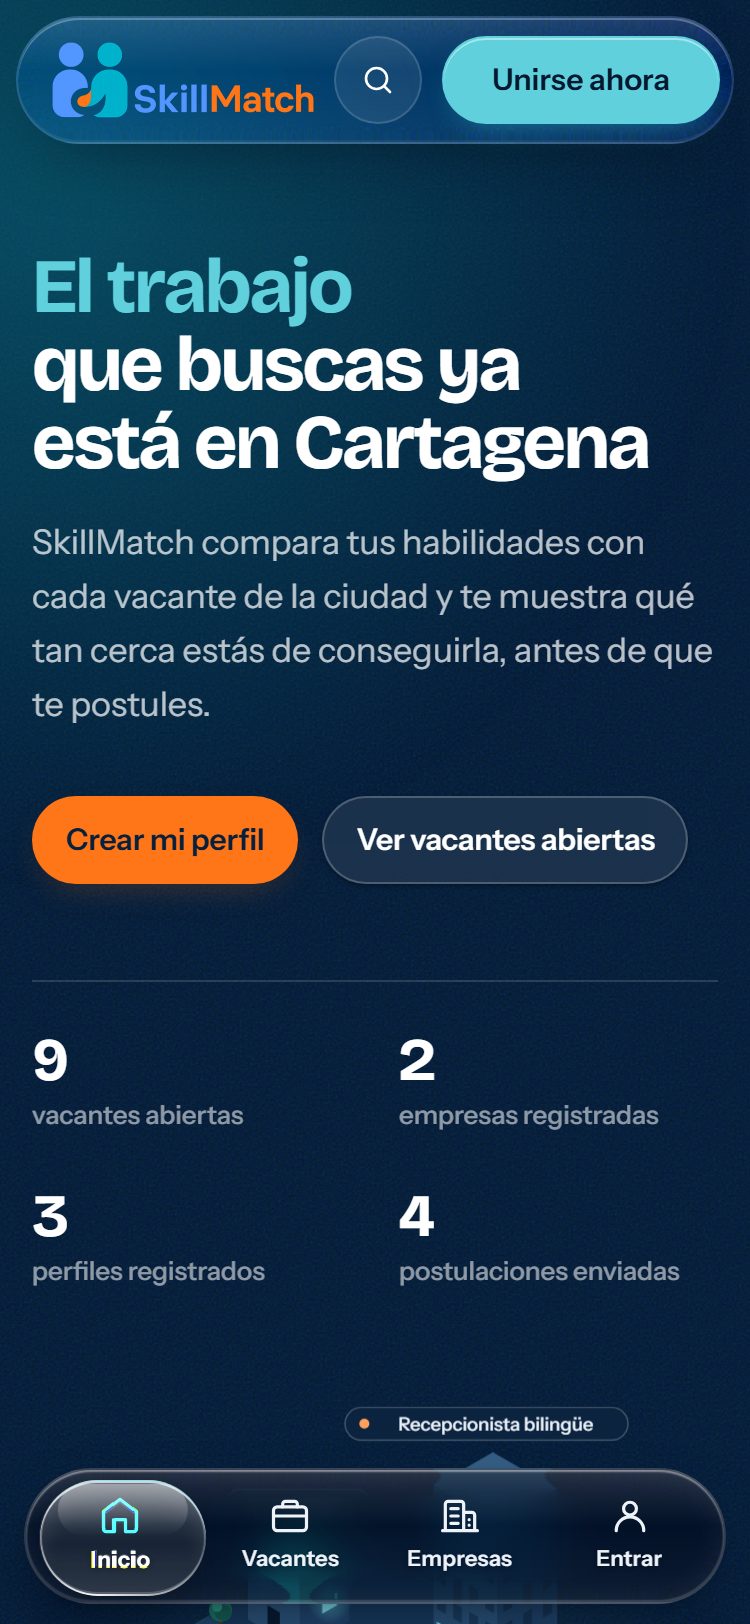 SkillMatch
Unirse ahora
El trabajo
que buscas ya
está en Cartagena
SkillMatch compara tus habilidades con
cada vacante de la ciudad y te muestra qué
tan cerca estás de conseguirla, antes de que
te postules.
Crear mi perfil
Ver vacantes abiertas
9
vacantes abiertas
2
empresas registradas
3
perfiles registrados
4
postulaciones enviadas
Recepcionista bilingüe
Inicio
Vacantes
Empresas
Entrar